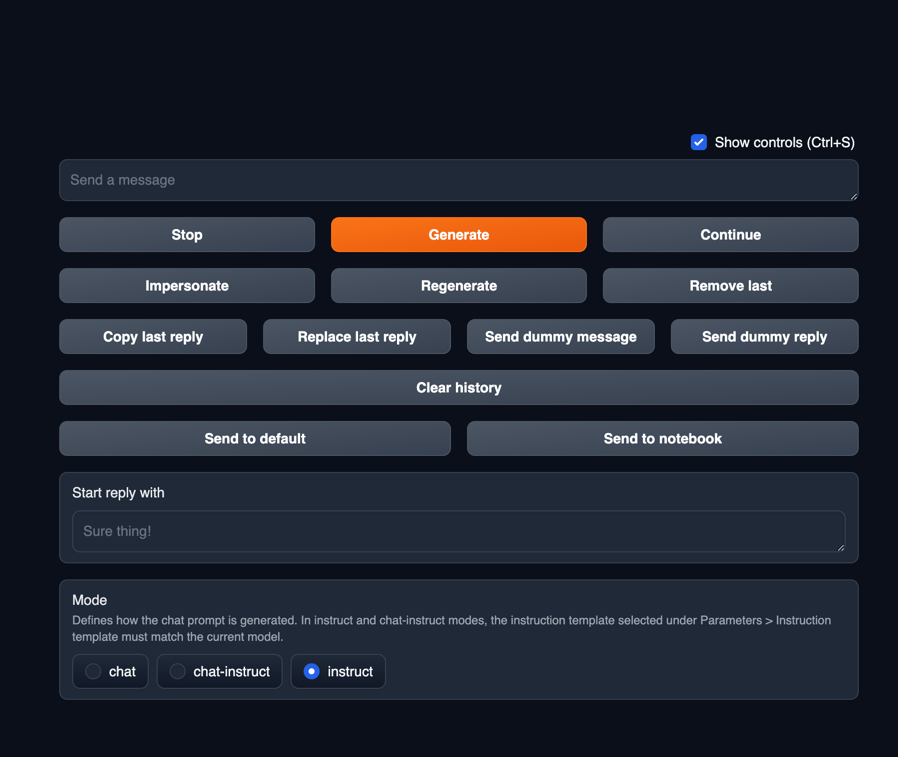 Show controls (Ctrl+S)
Send a message
Stop
Generate
Continue
Impersonate
Regenerate
Remove last
Copy last reply
Replace last reply
Send dummy message
Send dummy reply
Clear history
Send to default
Send to notebook
Start reply with
Sure thing!
Mode
Defines how the chat prompt is generated. In instruct and chat-instruct modes, the instruction template selected under Parameters > Instruction
template must match the current model.
chat
chat-instruct
instruct